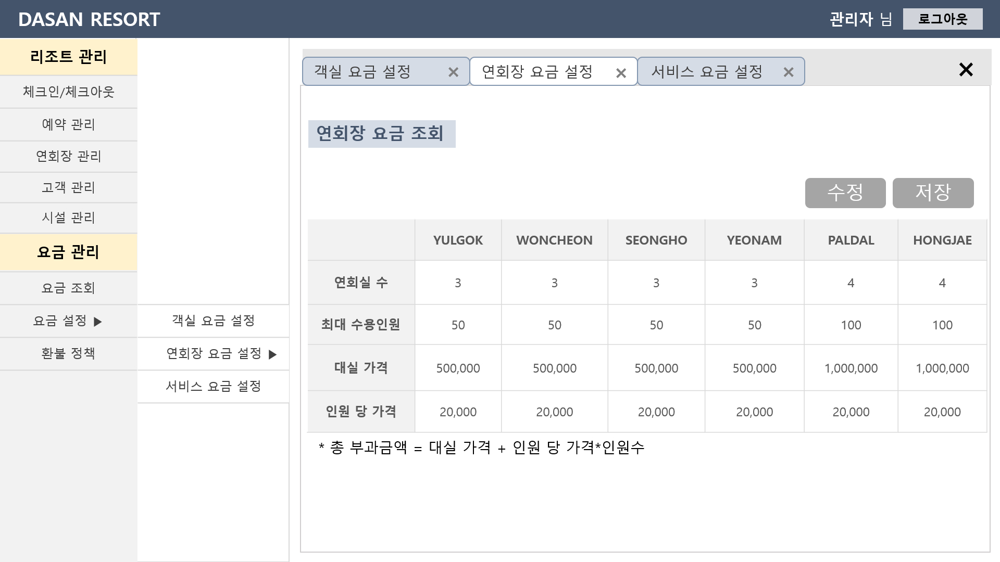 DASAN RESORT
관리자 님
로그아웃
리조트 관리
체크인/체크아웃
예약 관리
연회장 관리
고객 관리
시설 관리
요금 관리
요금 조회
요금 설정 ▶
환불 정책
객실 요금 설정
연회장 요금 설정 ▶
서비스 요금 설정
객실 요금 설정 ×
연회장 요금 설정 ×
서비스 요금 설정 ×
×
연회장 요금 조회
수정
저장
YULGOK WONCHEON SEONGHO YEONAM PALDAL HONGJAE
연회실 수 3 3 3 3 4 4
최대 수용인원 50 50 50 50 100 100
대실 가격 500,000 500,000 500,000 500,000 1,000,000 1,000,000
인원 당 가격 20,000 20,000 20,000 20,000 20,000 20,000
* 총 부과금액 = 대실 가격 + 인원 당 가격*인원수